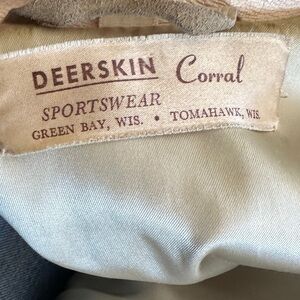 DEERSKIN Corral
SPORTSWEAR
GREEN BAY, WIS. • TOMAHAWK, WIS.